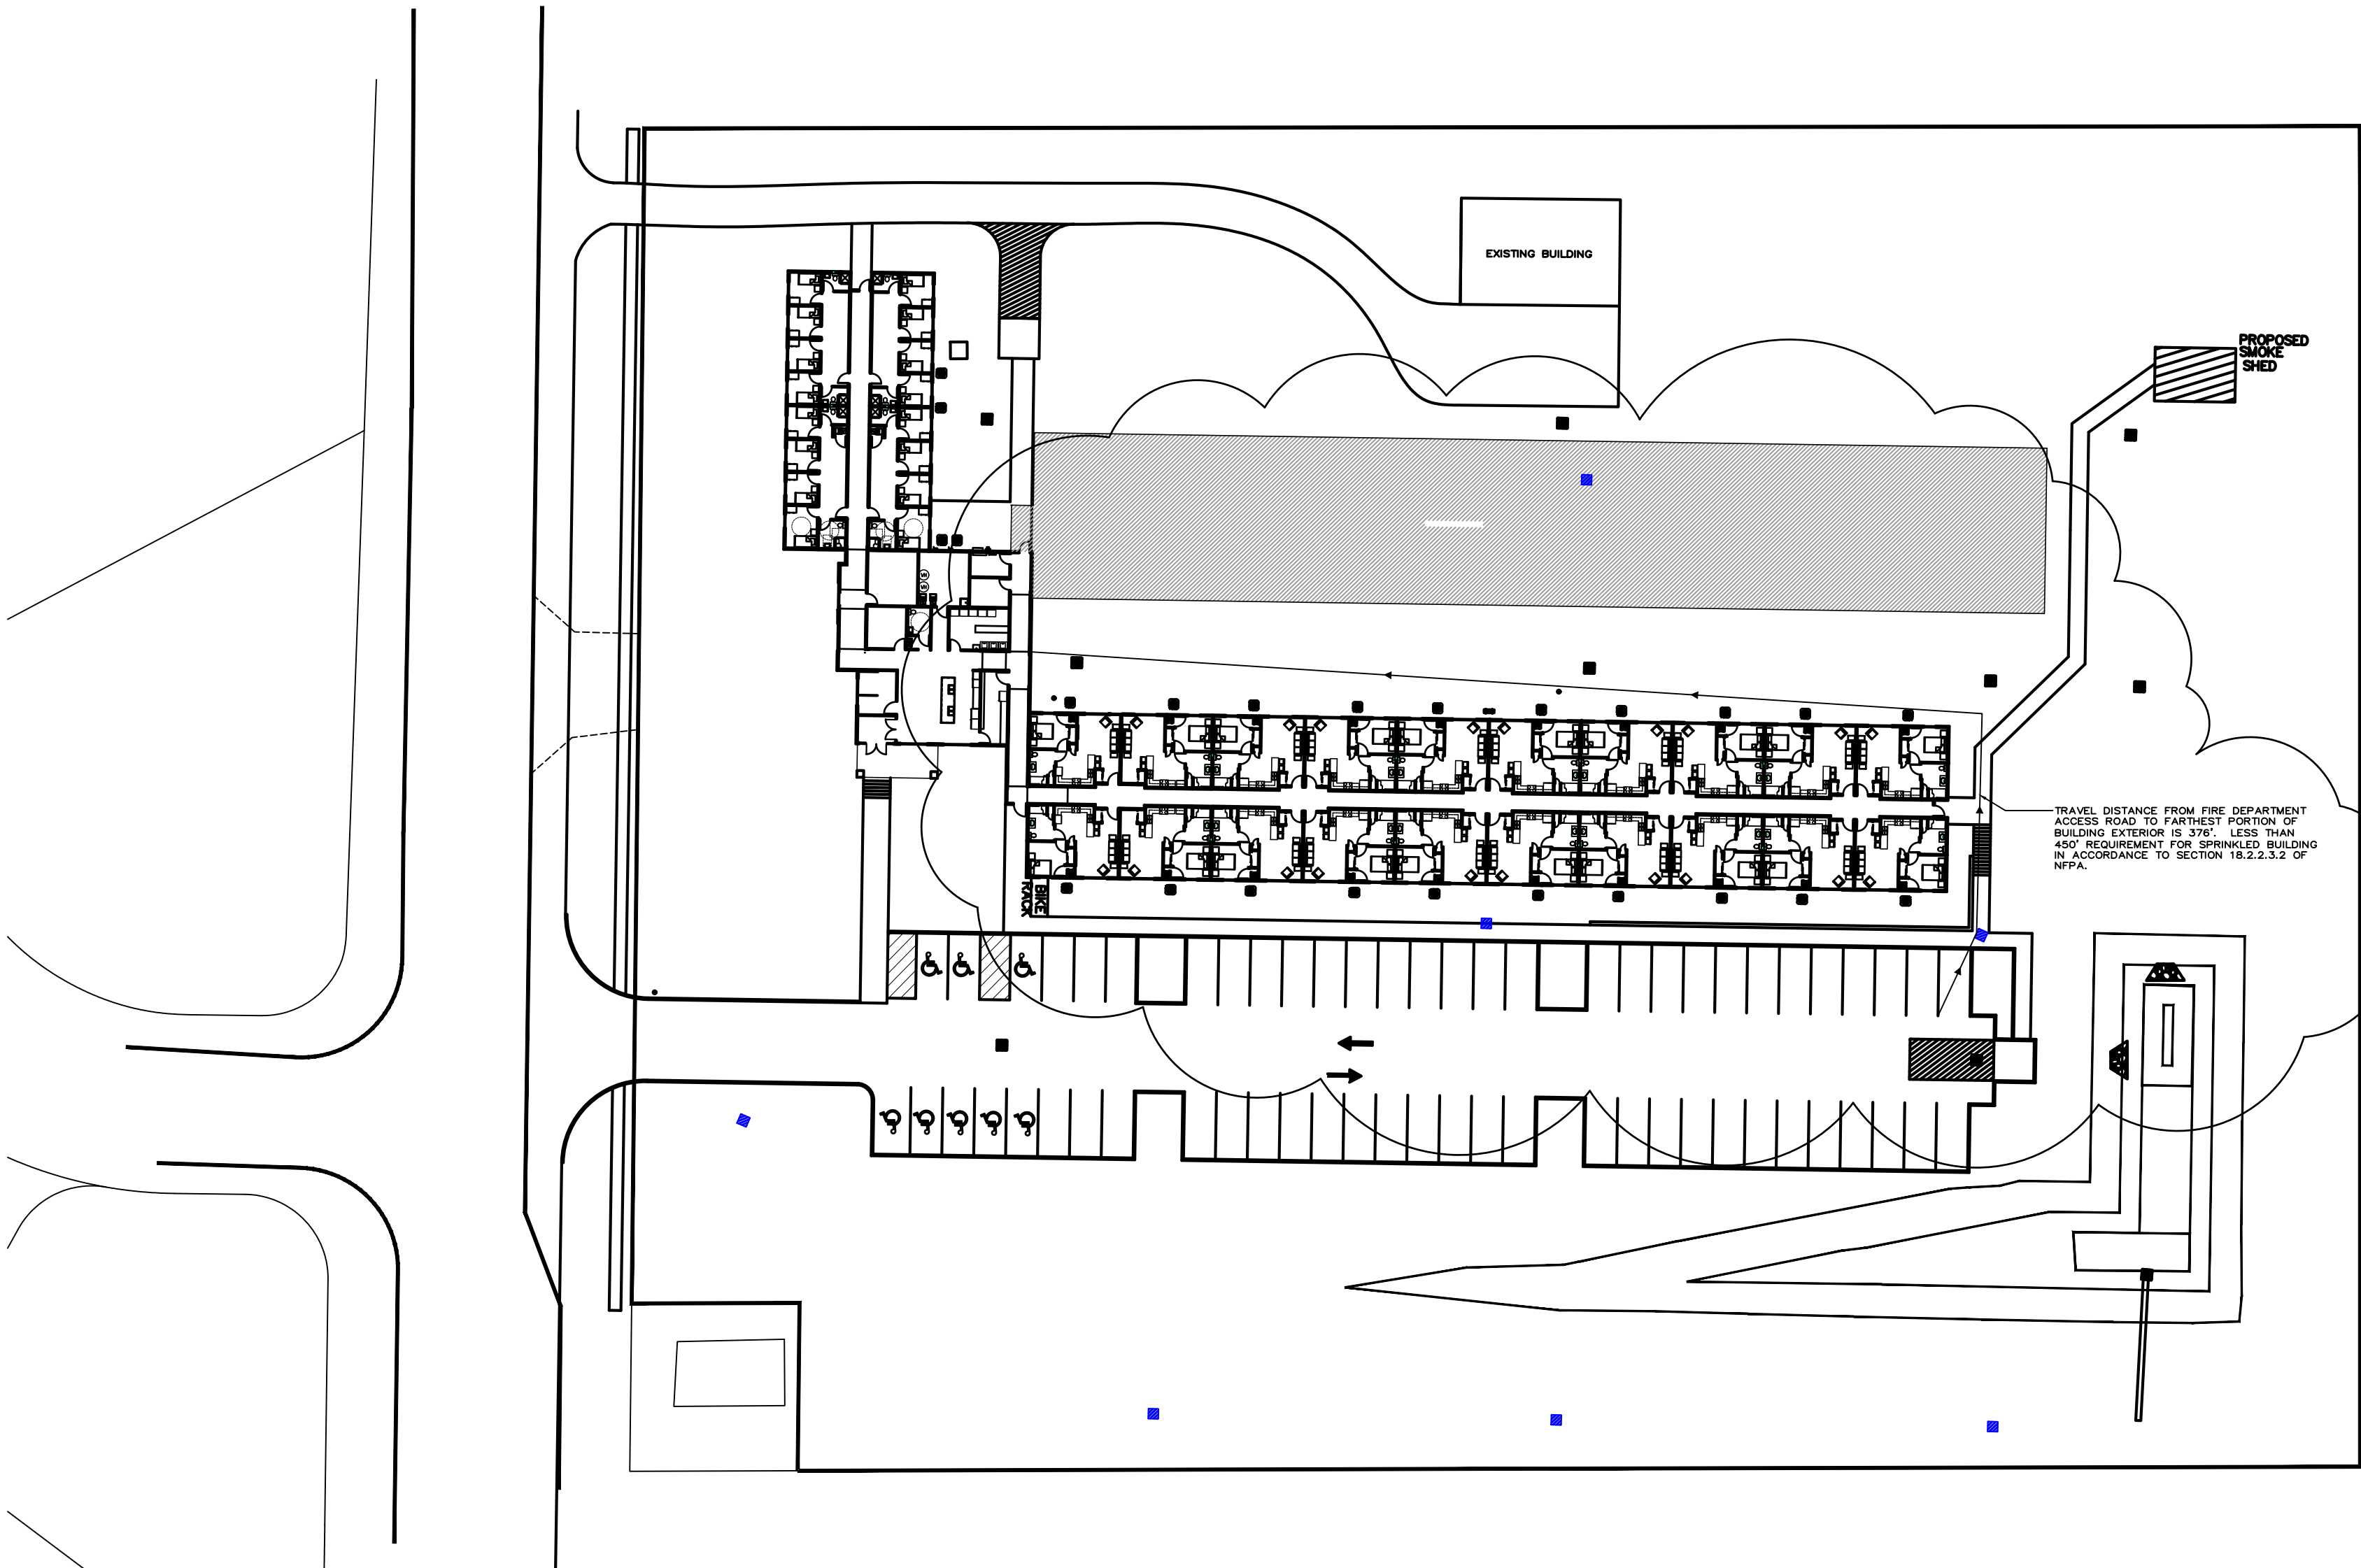 EXISTING BUILDING
PROPOSED
SMOKE
SHED
TRAVEL DISTANCE FROM FIRE DEPARTMENT
ACCESS ROAD TO FARTHEST PORTION OF
BUILDING EXTERIOR IS 376'. LESS THAN
450' REQUIREMENT FOR SPRINKLED BUILDING
IN ACCORDANCE TO SECTION 18.2.2.3.2 OF
NFPA.
BIKE
RACK